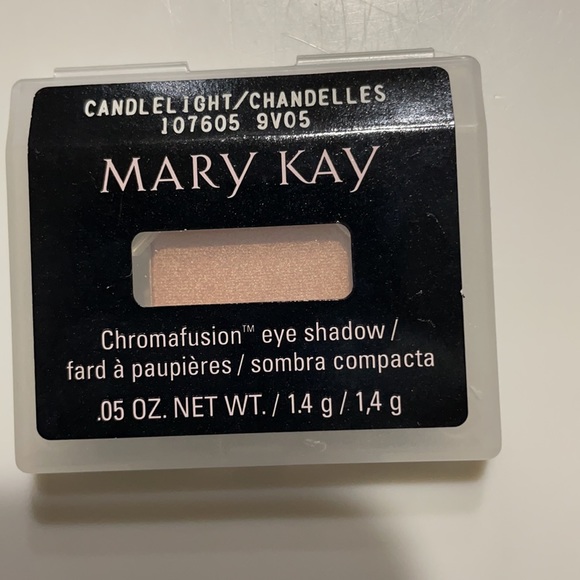 CANDLELIGHT/CHANDELLES
107605 9V05
MARY KAY
Chromafusion™ eye shadow /
fard à paupières / sombra compacta
.05 OZ. NET WT. / 1.4 g / 1,4 g